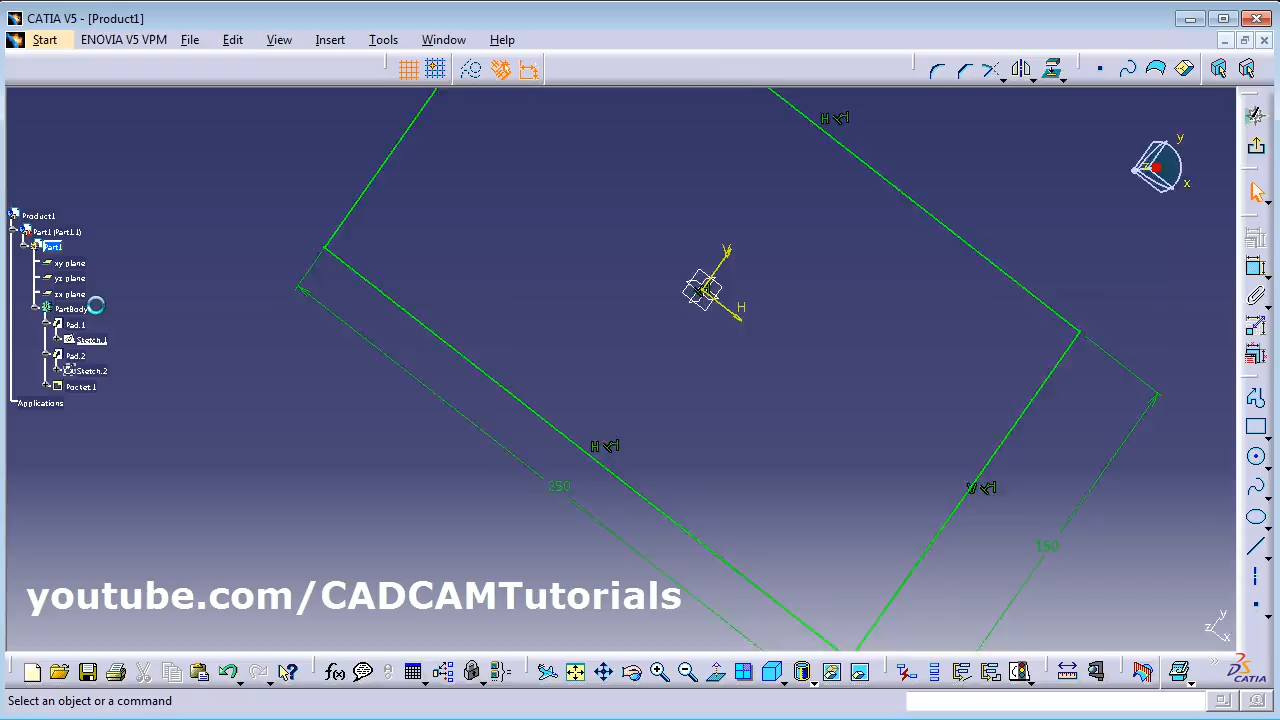 CATIA V5 - [Product1]
Start ENOVIA V5 VPM File Edit View Insert Tools Window Help
H
y
z
x
y
H
Product1
Part1 (Part1.1)
Part1
xy plane
yz plane
zx plane
PartBody
Pad.1
Sketch.1
Pad.2
Sketch.2
Pocket.1
Applications
H
250
V
150
youtube.com/CADCAMTutorials
y
z
x
f(x)
CATIA
Select an object or a command